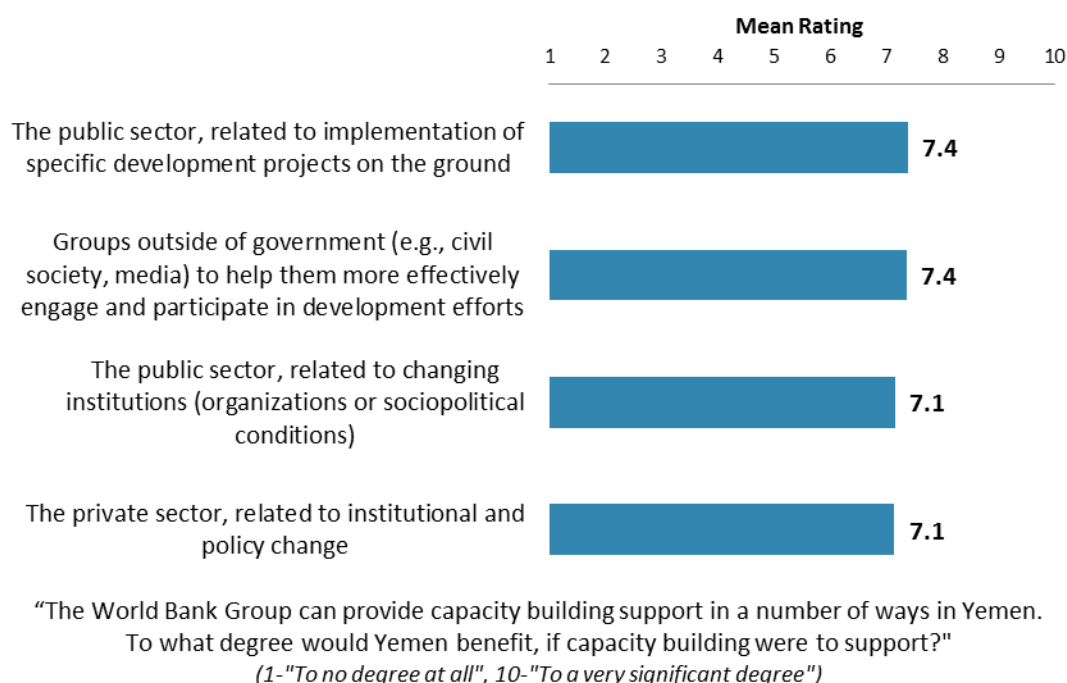 Mean Rating
1 2 3 4 5 6 7 8 9 10
The public sector, related to implementation of
specific development projects on the ground
7.4
Groups outside of government (e.g., civil
society, media) to help them more effectively
engage and participate in development efforts
7.4
The public sector, related to changing
institutions (organizations or sociopolitical
conditions)
7.1
The private sector, related to institutional and
policy change
7.1
“The World Bank Group can provide capacity building support in a number of ways in Yemen.
To what degree would Yemen benefit, if capacity building were to support?"
(1-"To no degree at all", 10-"To a very significant degree")